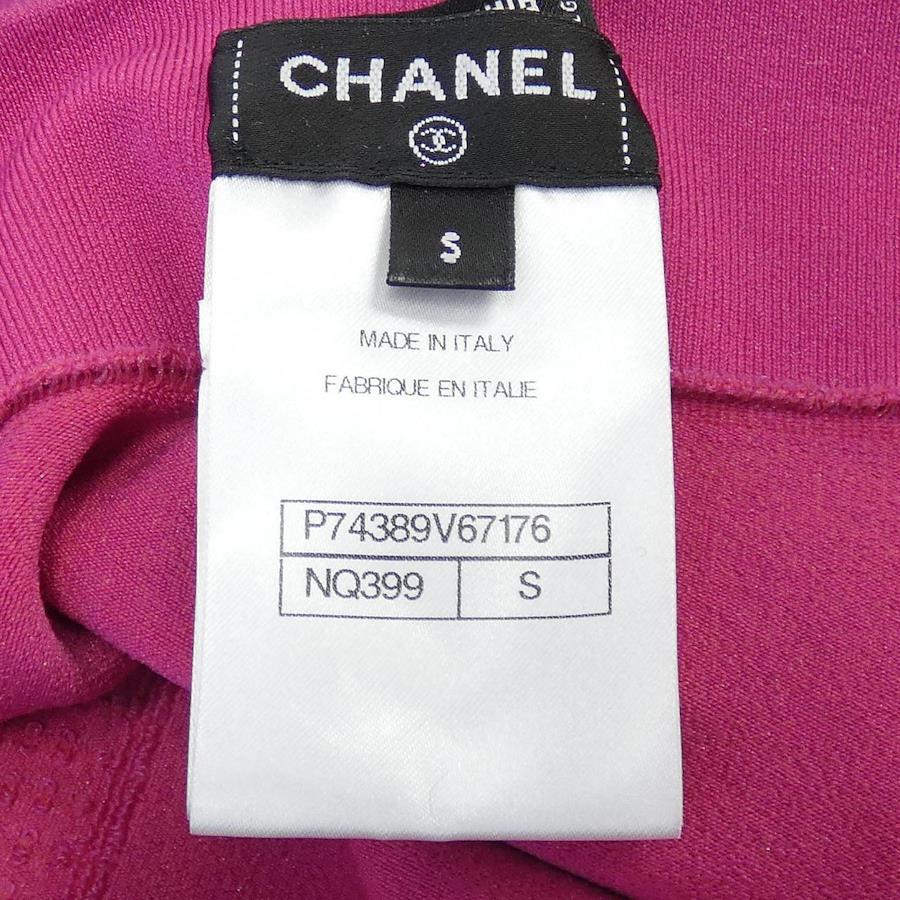 CHANEL
S
MADE IN ITALY
FABRIQUE EN ITALIE
P74389V67176
NQ399 S